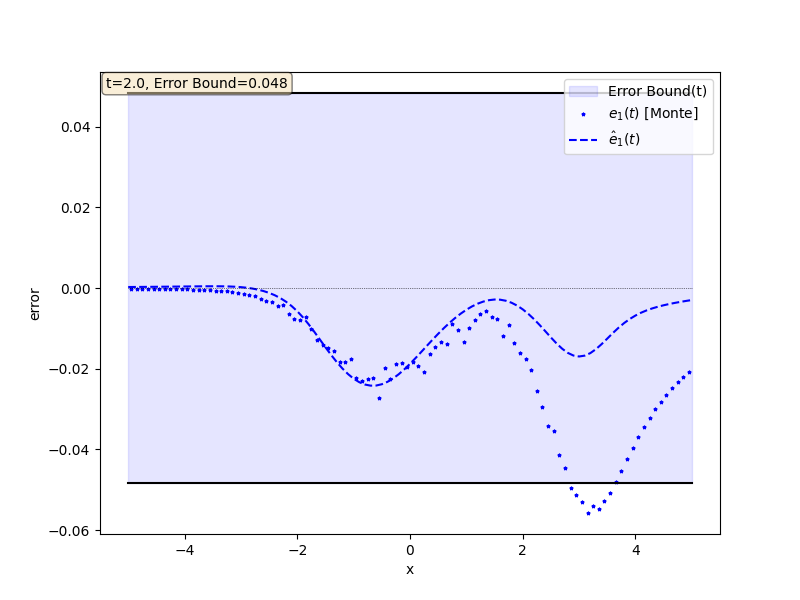 t=2.0, Error Bound=0.048
Error Bound(t)
e₁(t) [Monte]
ê₁(t)
error
0.04
0.02
0.00
−0.02
−0.04
−0.06
−4
−2
0
2
4
x